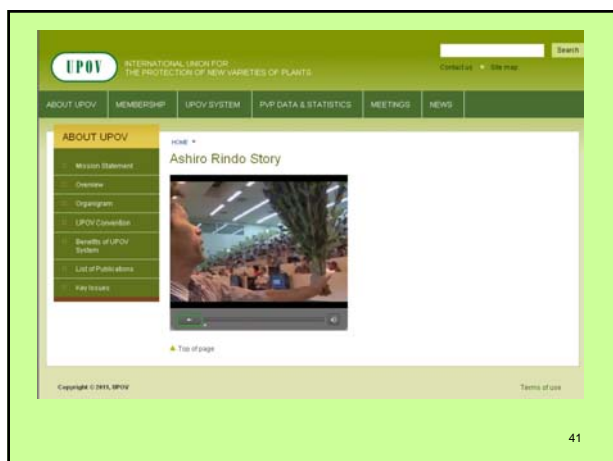 UPOV
INTERNATIONAL UNION FOR
THE PROTECTION OF NEW VARIETIES OF PLANTS
Search
Contact us
Site map
ABOUT UPOV
MEMBERSHIP
UPOV SYSTEM
PVP DATA & STATISTICS
MEETINGS
NEWS
ABOUT UPOV
Mission Statement
Overview
Organigram
UPOV Convention
Benefits of UPOV
System
List of Publications
Key Issues
HOME
Ashiro Rindo Story
Top of page
Copyright © 2011, UPOV
Terms of use
41